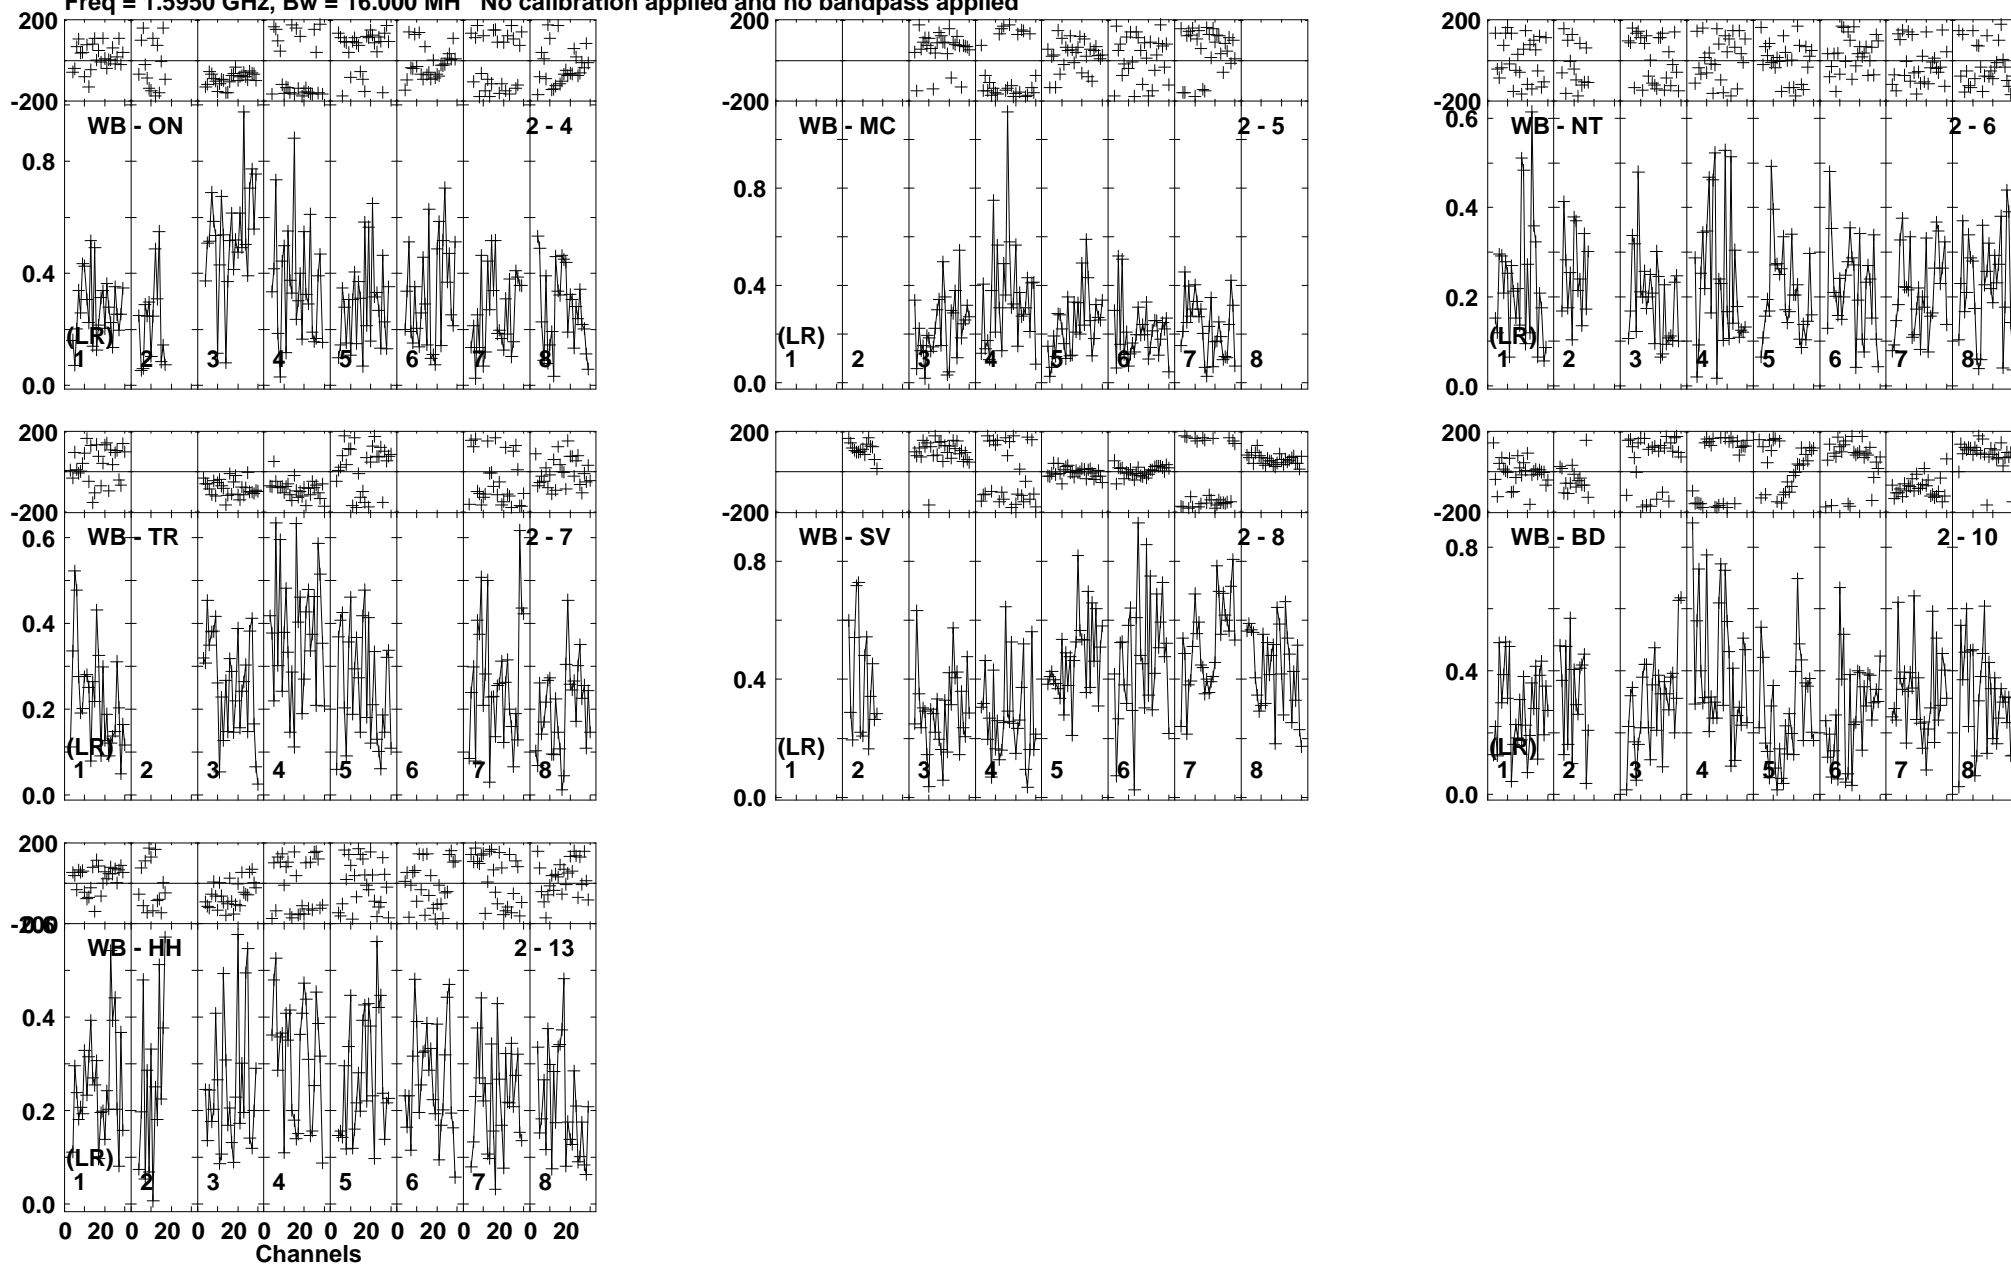 Freq = 1.5950 GHz, Bw = 16.000 MH No calibration applied and no bandpass applied
200 200 200
-200 -200 -200
WB - ON 2 - 4 WB - MC 2 - 5 WB - NT 2 - 6
0.8 0.8 0.6
0.4 0.4 0.4
0.2
(LR) (LR) (LR)
1 2 3 4 5 6 7 8 1 2 3 4 5 6 7 8 1 2 3 4 5 6 7 8
0.0 0.0 0.0
200 200 200
-200 -200 -200
WB - TR 2 - 7 WB - SV 2 - 8 WB - BD 2 - 10
0.6 0.8 0.8
0.4 0.4 0.4
0.2
(LR) (LR) (LR)
1 2 3 4 5 6 7 8 1 2 3 4 5 6 7 8 1 2 3 4 5 6 7 8
0.0 0.0 0.0
200
-200
0.6
WB - HH 2 - 13
0.4
0.2
(LR)
1 2 3 4 5 6 7 8
0.0
0 20 0 20 0 20 0 20 0 20 0 20 0 20 0 20
Channels